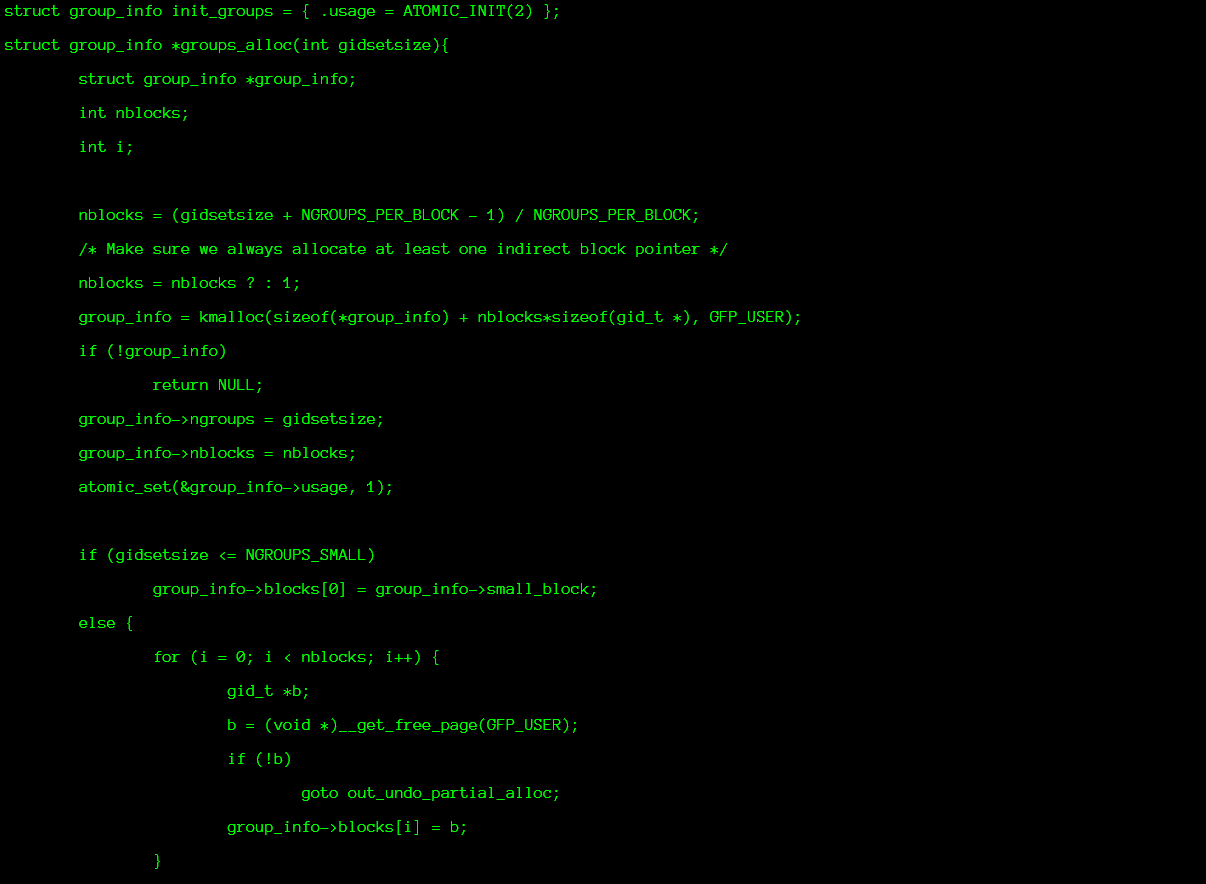 struct group_info init_groups = { .usage = ATOMIC_INIT(2) };
struct group_info *groups_alloc(int gidsetsize){
struct group_info *group_info;
int nblocks;
int i;
nblocks = (gidsetsize + NGROUPS_PER_BLOCK - 1) / NGROUPS_PER_BLOCK;
/* Make sure we always allocate at least one indirect block pointer */
nblocks = nblocks ? : 1;
group_info = kmalloc(sizeof(*group_info) + nblocks*sizeof(gid_t *), GFP_USER);
if (!group_info)
return NULL;
group_info->ngroups = gidsetsize;
group_info->nblocks = nblocks;
atomic_set(&group_info->usage, 1);
if (gidsetsize <= NGROUPS_SMALL)
group_info->blocks[0] = group_info->small_block;
else {
for (i = 0; i < nblocks; i++) {
gid_t *b;
b = (void *)__get_free_page(GFP_USER);
if (!b)
goto out_undo_partial_alloc;
group_info->blocks[i] = b;
}